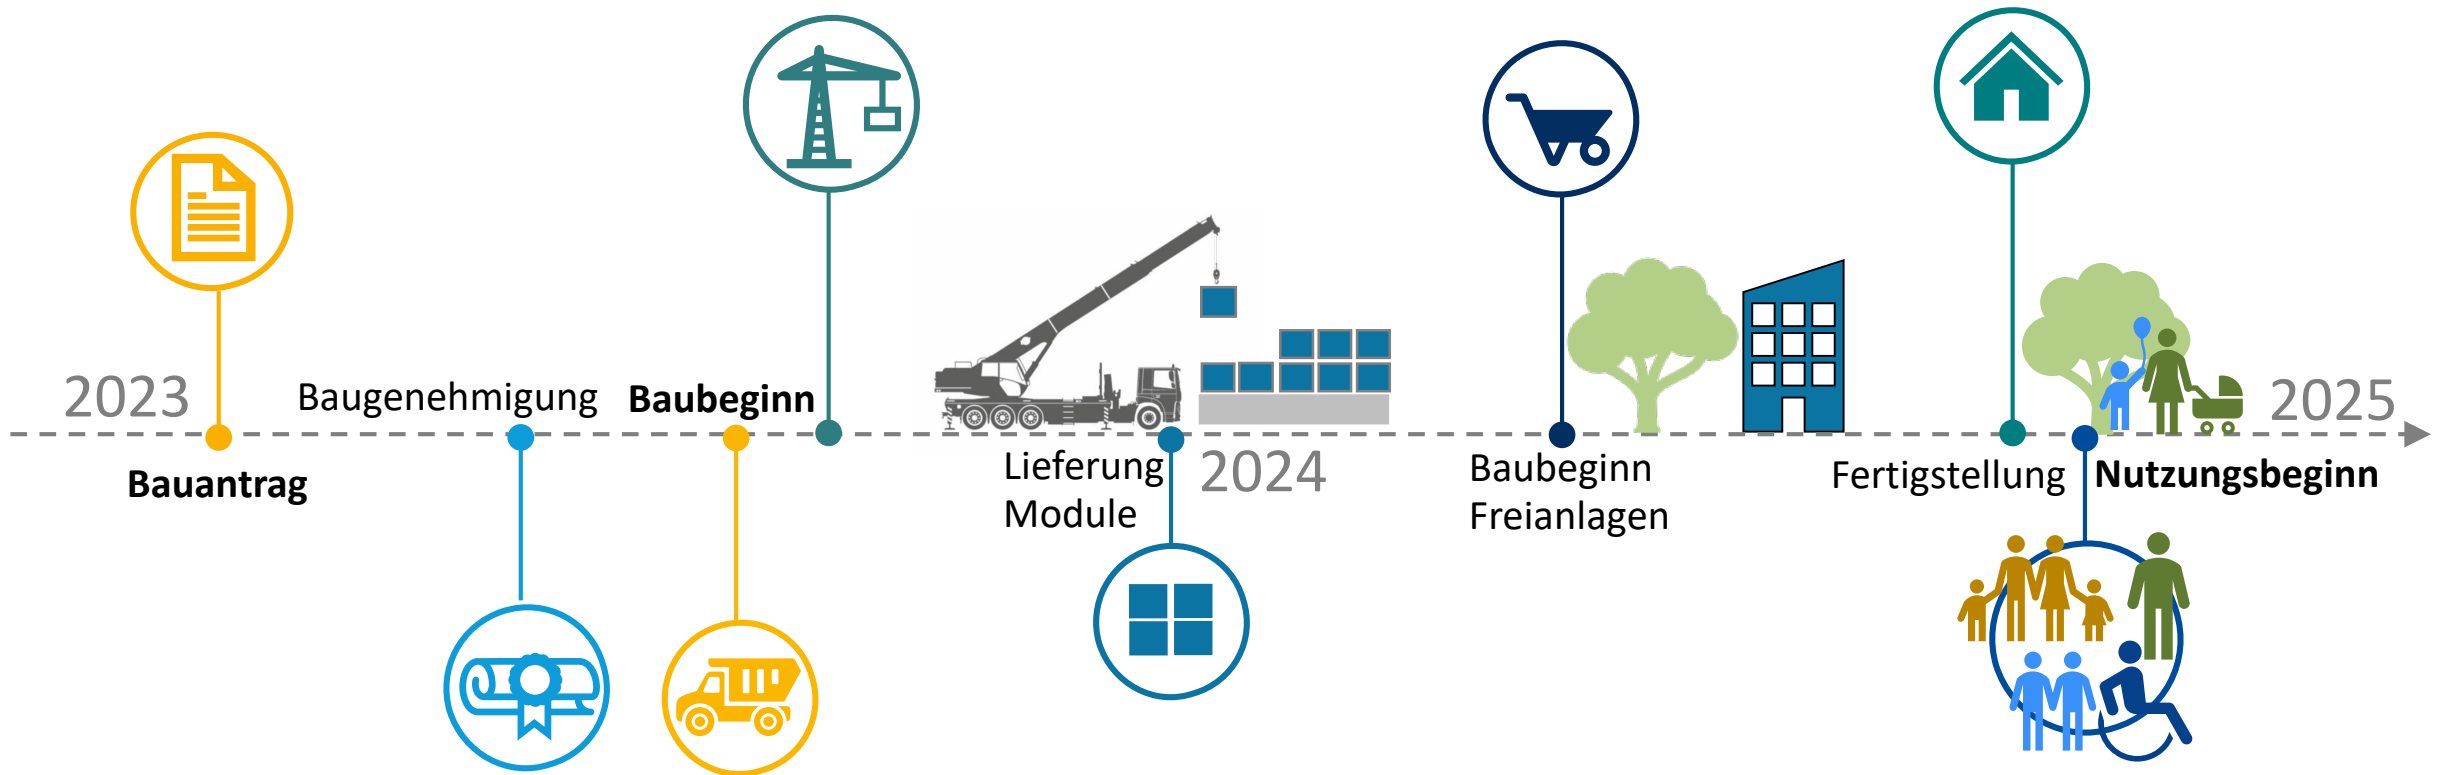 2023
Bauantrag
Baugenehmigung
Baubeginn
Lieferung
Module
2024
Baubeginn
Freianlagen
Fertigstellung
Nutzungsbeginn
2025